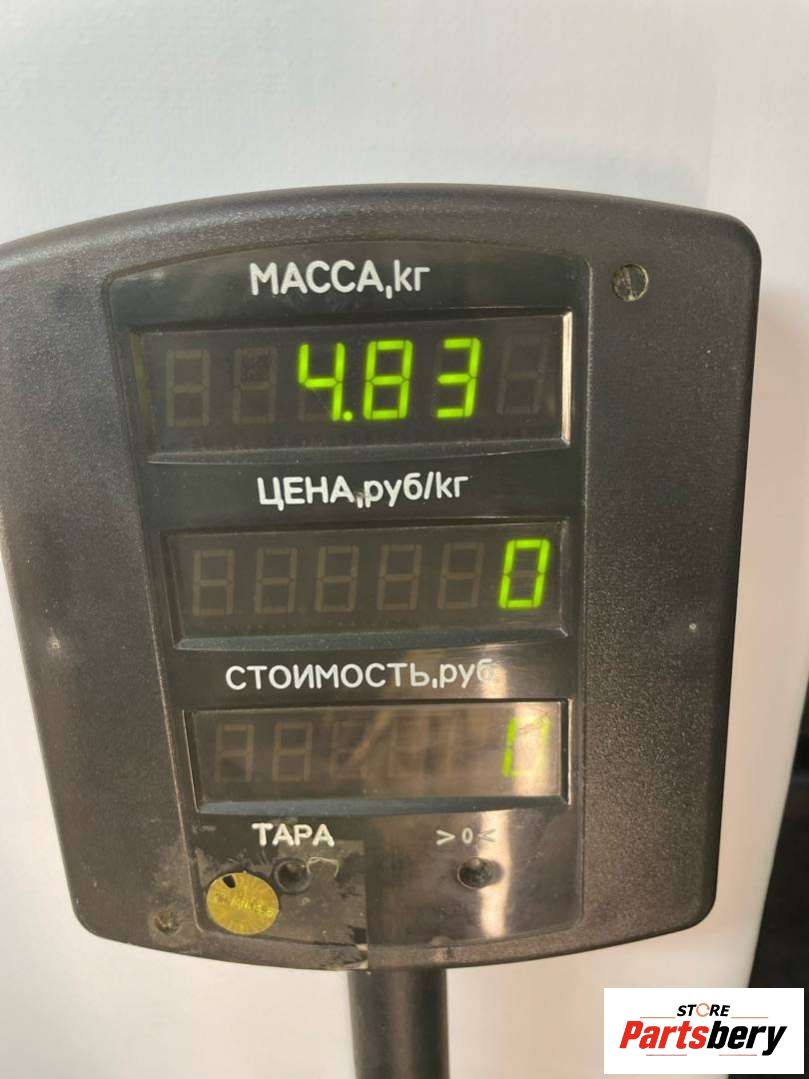 МАССА,кг
4.83
ЦЕНА,руб/кг
0
СТОИМОСТЬ,руб
0
ТАРА >0<
STORE
Partsbery